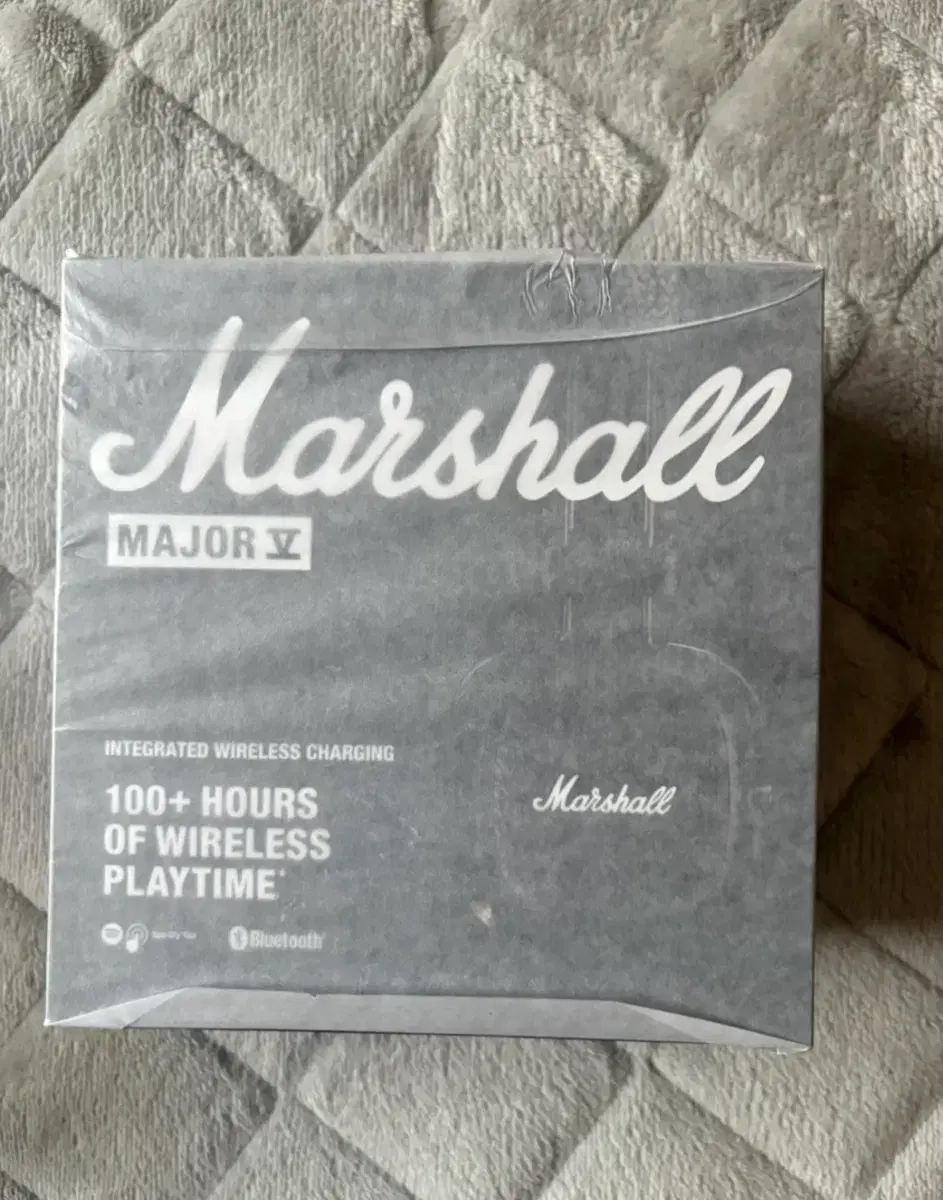 Marshall
MAJOR V
INTEGRATED WIRELESS CHARGING
100+ HOURS
OF WIRELESS
PLAYTIME*
Marshall
Bluetooth